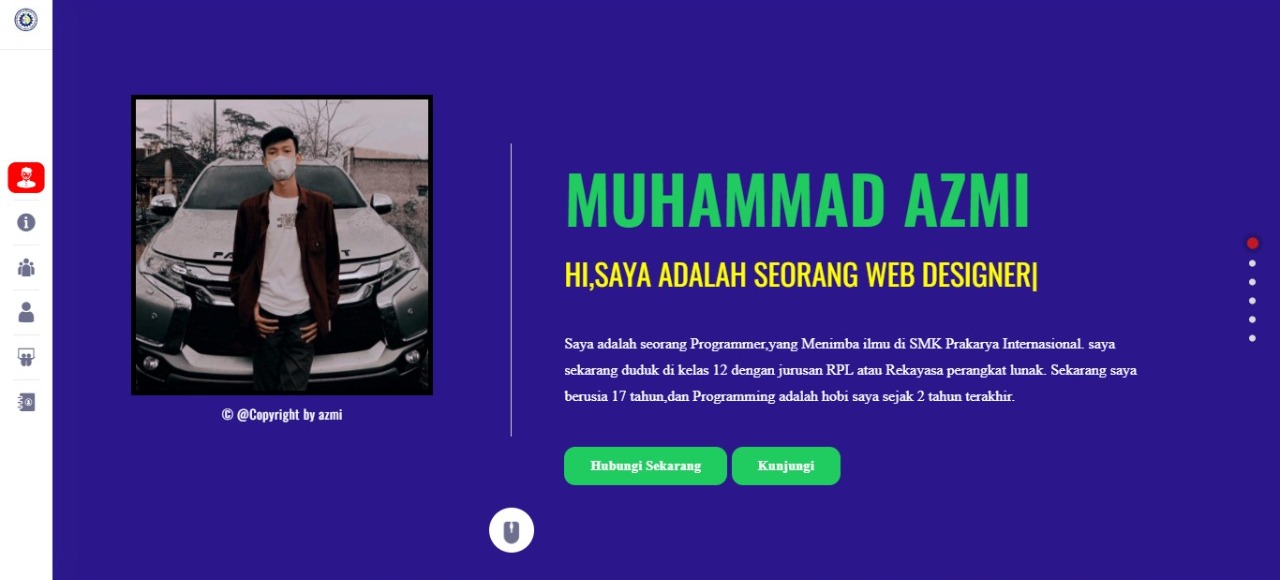 MUHAMMAD AZMI
HI,SAYA ADALAH SEORANG WEB DESIGNER|
Saya adalah seorang Programmer,yang Menimba ilmu di SMK Prakarya Internasional. saya
sekarang duduk di kelas 12 dengan jurusan RPL atau Rekayasa perangkat lunak. Sekarang saya
berusia 17 tahun,dan Programming adalah hobi saya sejak 2 tahun terakhir.
Hubungi Sekarang Kunjungi
© @Copyright by azmi